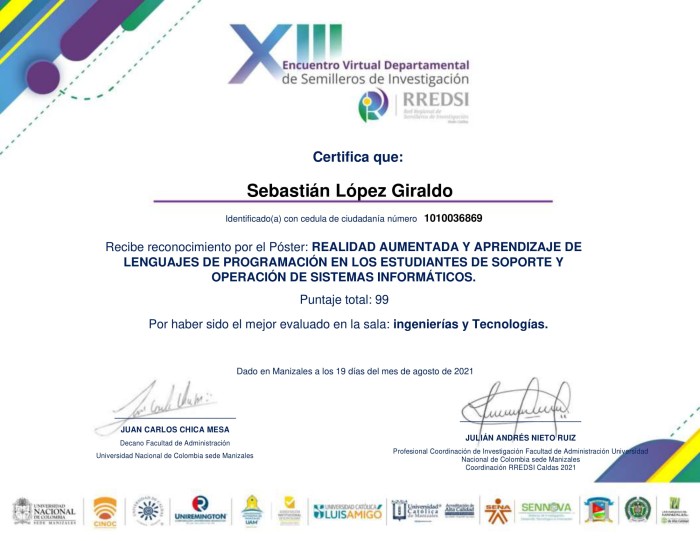 XIII
Encuentro Virtual Departamental
de Semilleros de Investigación
RREDSI
Red Regional de
Semilleros de Investigación
Certifica que:
Sebastián López Giraldo
Identificado(a) con cedula de ciudadanía número 1010036869
Recibe reconocimiento por el Póster: REALIDAD AUMENTADA Y APRENDIZAJE DE
LENGUAJES DE PROGRAMACIÓN EN LOS ESTUDIANTES DE SOPORTE Y
OPERACIÓN DE SISTEMAS INFORMÁTICOS.
Puntaje total: 99
Por haber sido el mejor evaluado en la sala: ingenierías y Tecnologías.
Dado en Manizales a los 19 días del mes de agosto de 2021
JUAN CARLOS CHICA MESA
Decano Facultad de Administración
Universidad Nacional de Colombia sede Manizales
JULIÁN ANDRÉS NIETO RUIZ
Profesional Coordinación de Investigación Facultad de Administración Universidad
Nacional de Colombia sede Manizales
Coordinación RREDSI Caldas 2021
UNIVERSIDAD
NACIONAL
DE COLOMBIA
SEDE MANIZALES
CINOC
UNIREMINGTON
UAM
UNIVERSIDAD CATÓLICA
LUIS AMIGÓ
Universidad
Católica
de Manizales
Acreditación de
Alta Calidad
SENA
SENNOVA